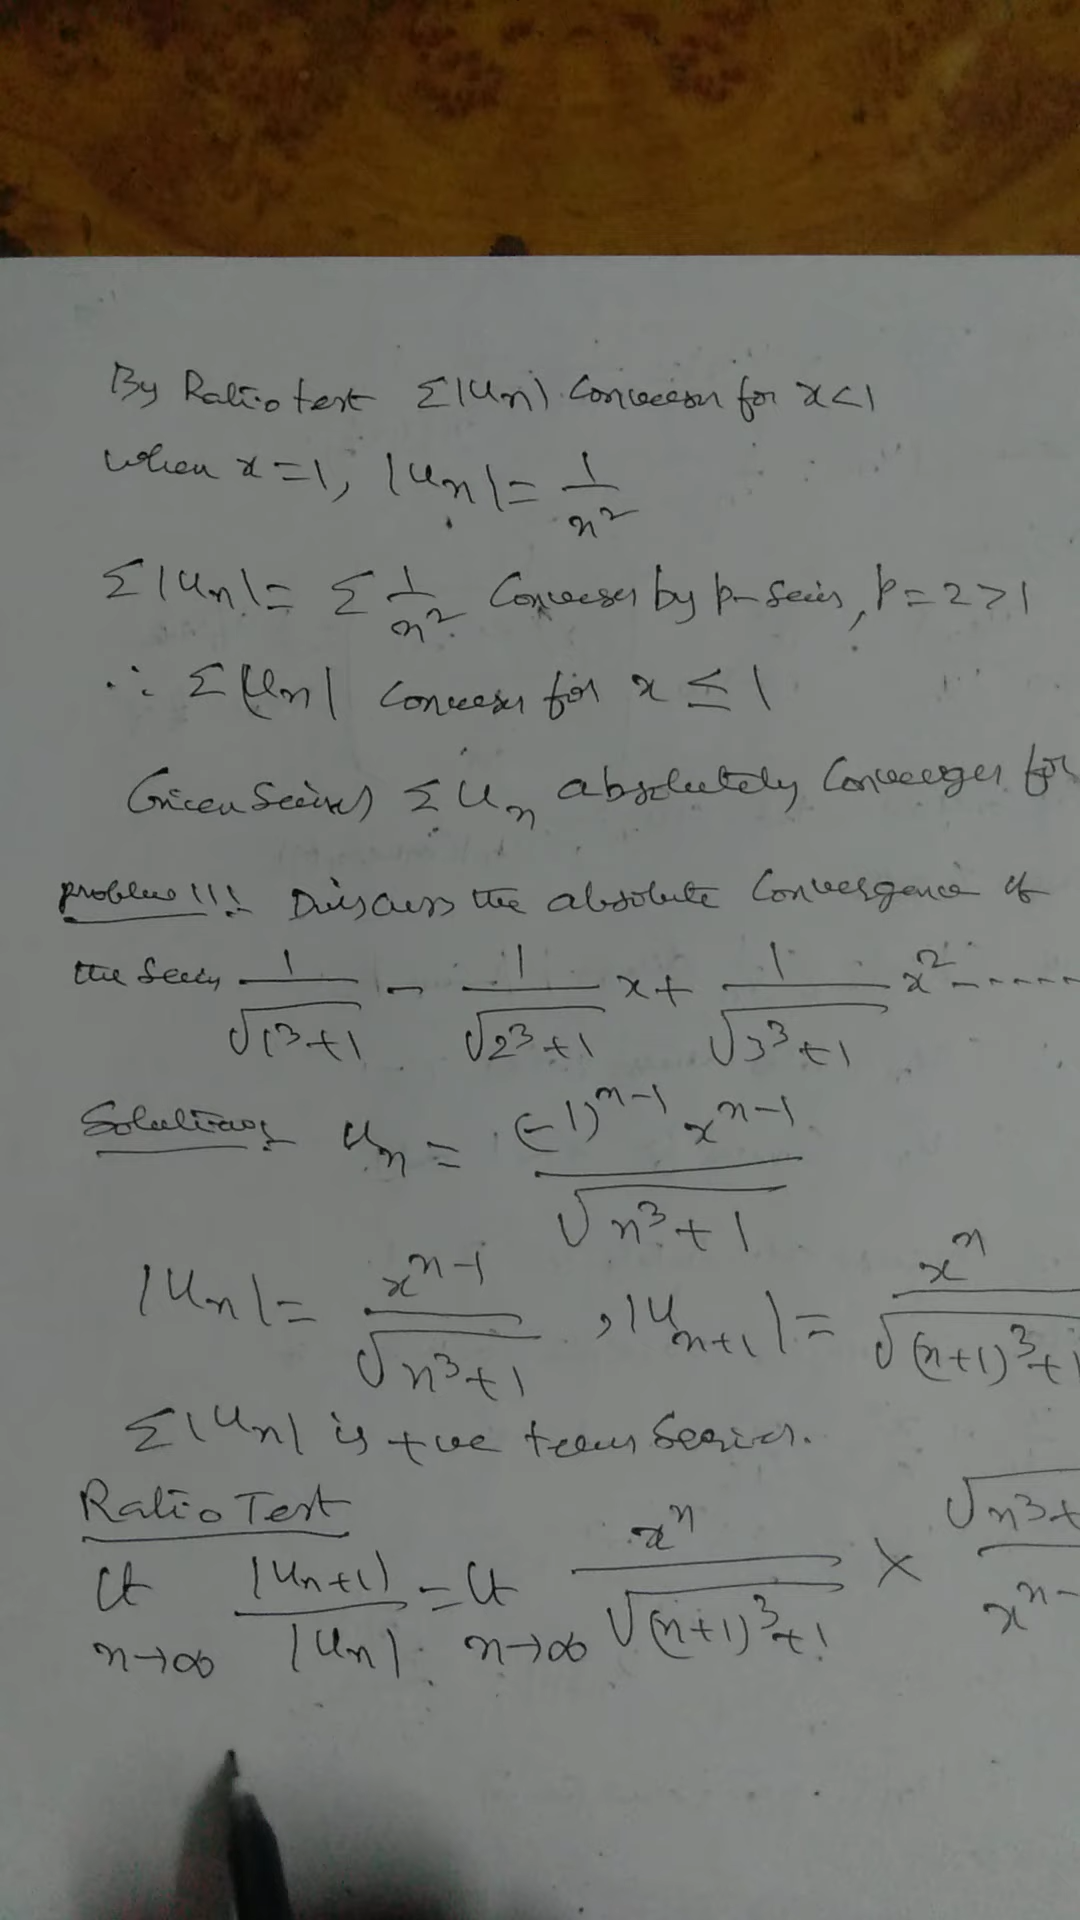 By Ratio test Σ|Un| Converges for x<1
when x=1, |Un| = 1/n²
Σ|Un| = Σ 1/n² Converges by p-Series, p=2>1
∴ Σ|Un| Converges for x ≤ 1
Given Series Σ Un absolutely Converges for
problem !!! Discuss the absolute Convergence of
the Series 1/√(1³+1) - 1/√(2³+1) x + 1/√(3³+1) x² -----
Solution Un = (-1)^(n-1) x^(n-1) / √(n³+1)
|Un| = x^(n-1) / √(n³+1) , |Un+1| = x^n / √((n+1)³+1
Σ|Un| is +ve term Series.
Ratio Test
Lt n→∞ |Un+1| / |Un| = Lt n→∞ x^n / √((n+1)³+1) × √n³+ / x^n-